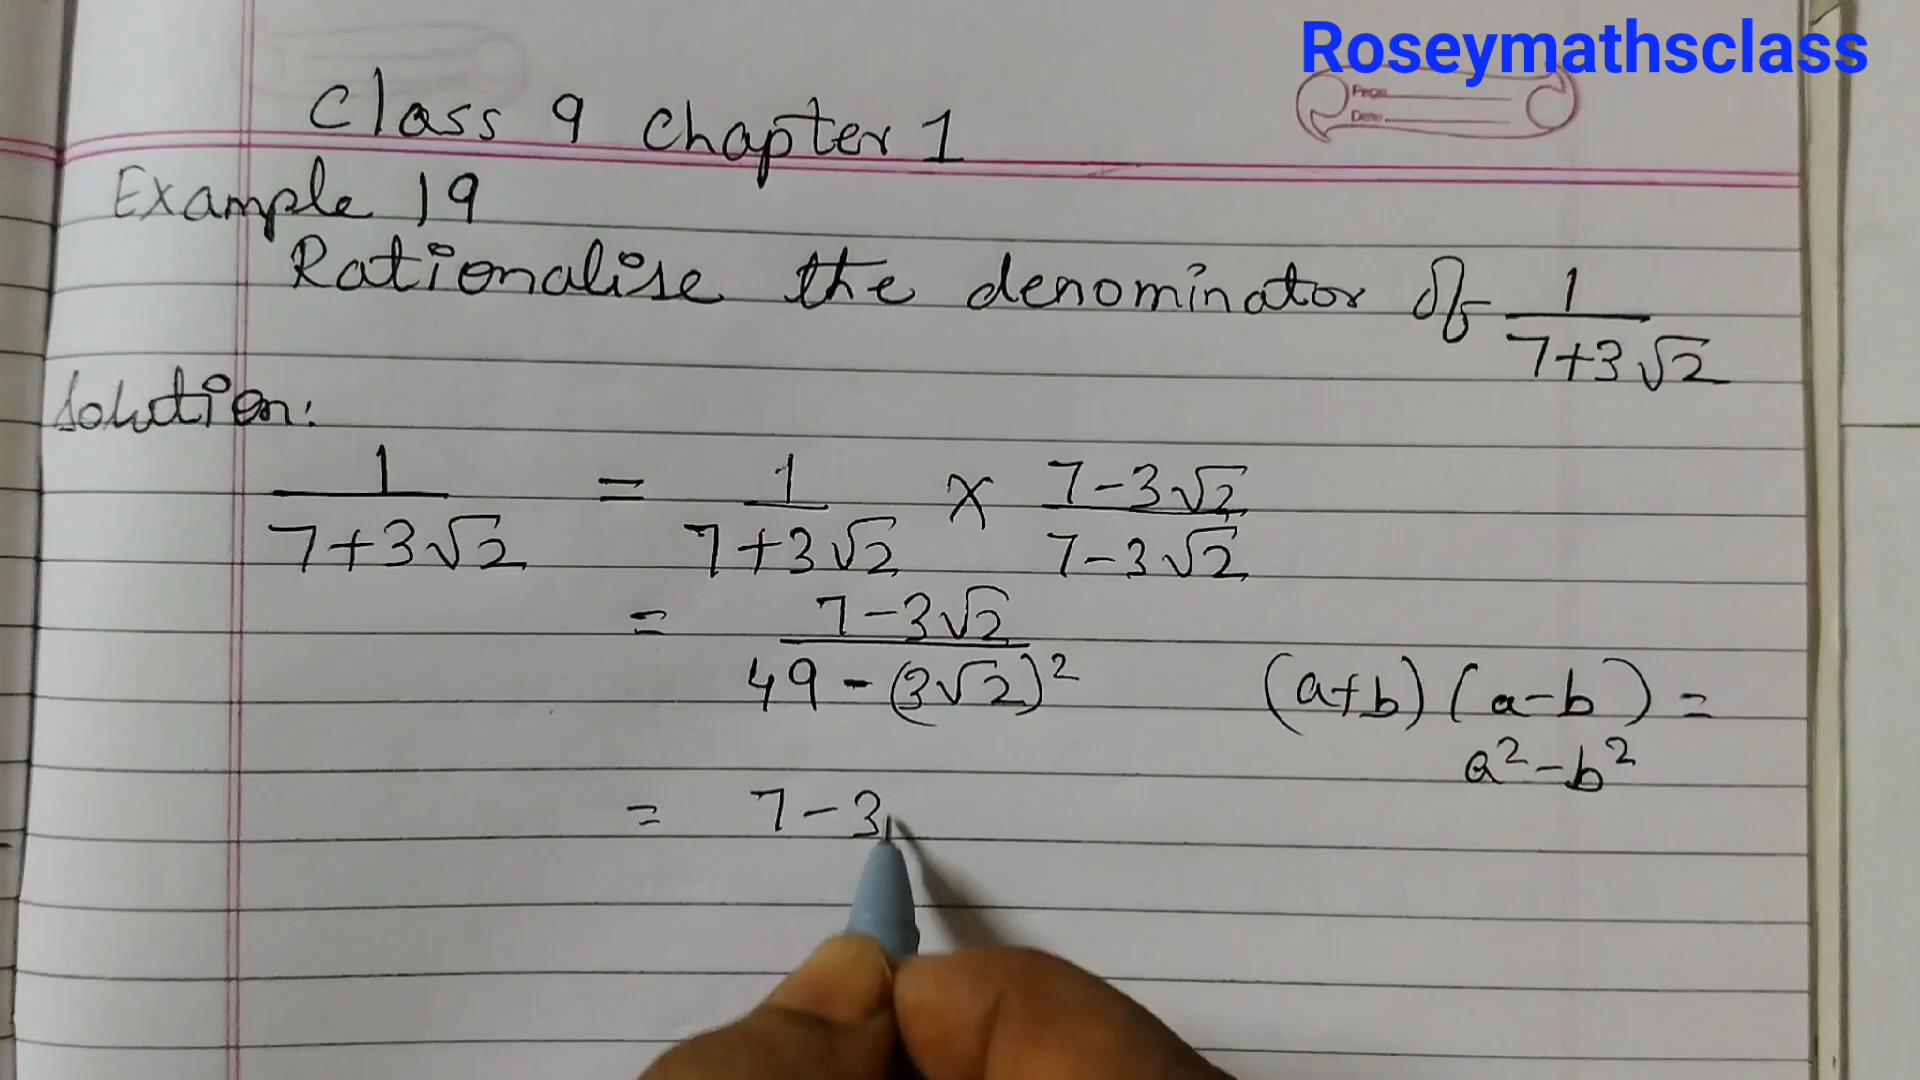 Roseymathsclass
Page
Date
Class 9 Chapter 1
Example 19
Rationalise the denominator of 1/(7+3√2)
Solution:
1/(7+3√2) = 1/(7+3√2) × (7-3√2)/(7-3√2)
= (7-3√2)/(49-(3√2)²)
(a+b)(a-b) =
a²-b²
= 7-3